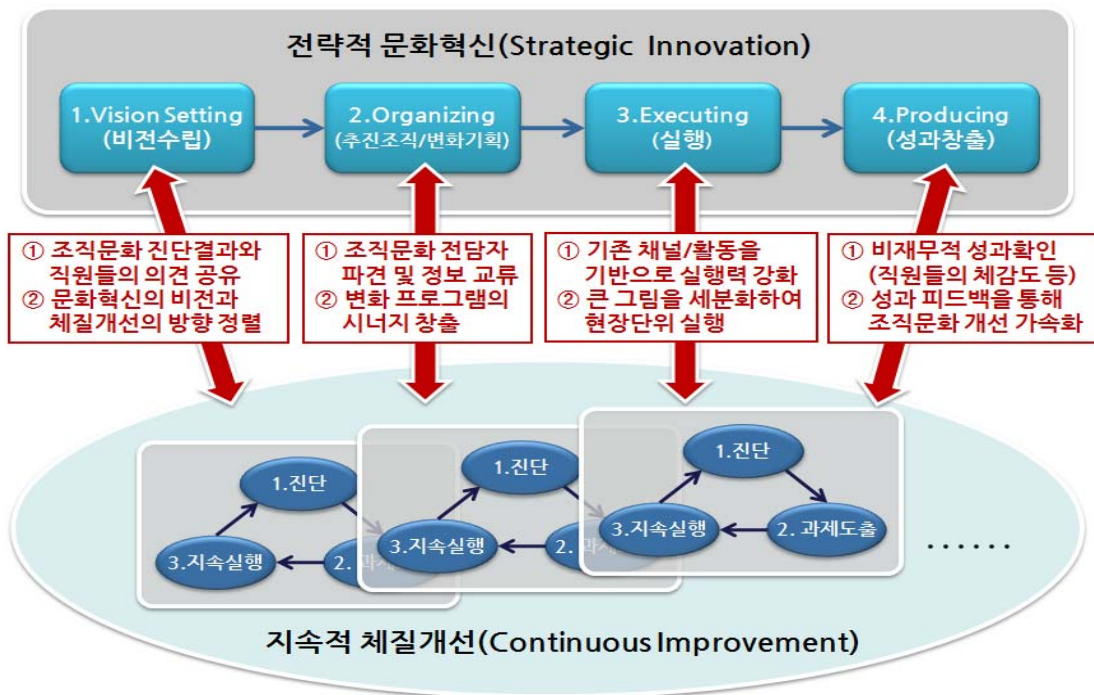 전략적 문화혁신(Strategic Innovation)
1.Vision Setting
(비전수립)
2.Organizing
(추진조직/변화기획)
3.Executing
(실행)
4.Producing
(성과창출)
① 조직문화 진단결과와
직원들의 의견 공유
② 문화혁신의 비전과
체질개선의 방향 정렬
① 조직문화 전담자
파견 및 정보 교류
② 변화 프로그램의
시너지 창출
① 기존 채널/활동을
기반으로 실행력 강화
② 큰 그림을 세분화하여
현장단위 실행
① 비재무적 성과확인
(직원들의 체감도 등)
② 성과 피드백을 통해
조직문화 개선 가속화
1.진단
3.지속실행
2. 과제
1.진단
3.지속실행
2. 과제
1.진단
3.지속실행
2. 과제도출
......
지속적 체질개선(Continuous Improvement)